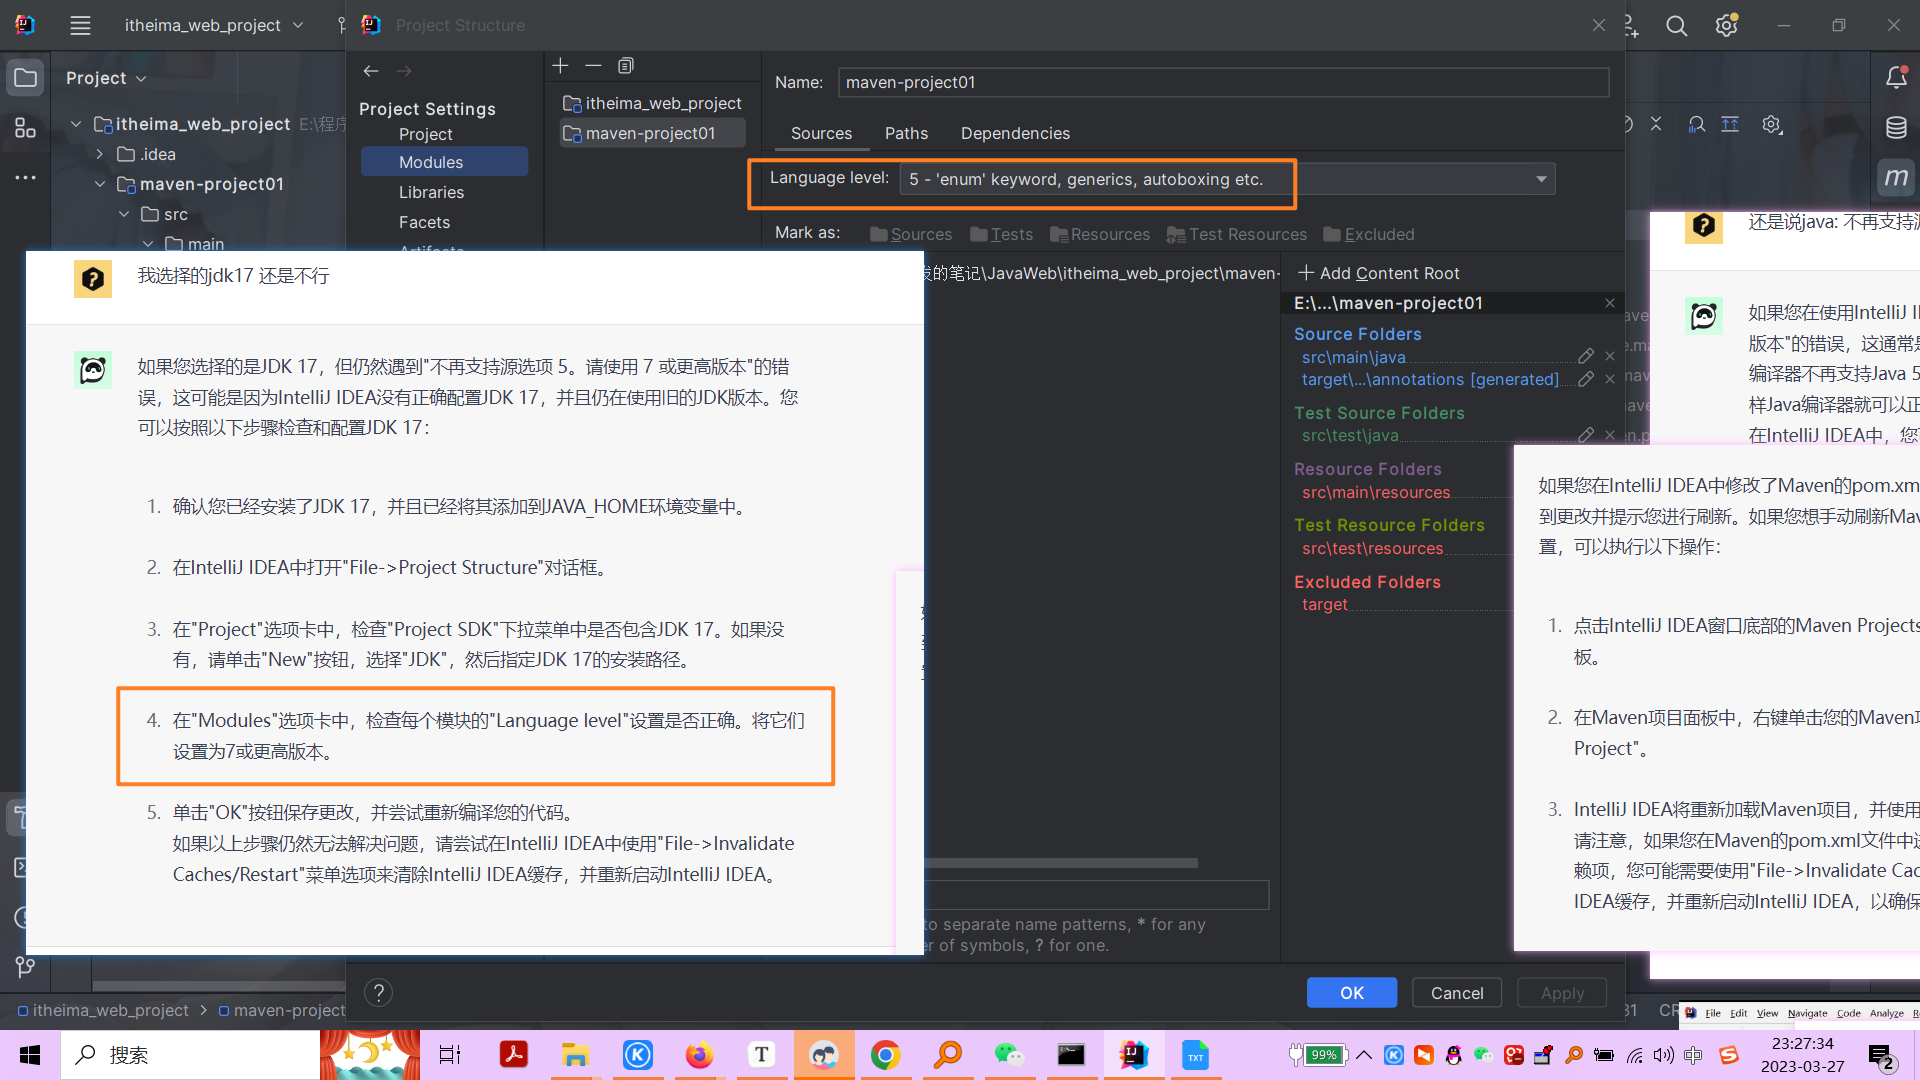 itheima_web_project
Project Structure
Project
itheima_web_project E:\程序
.idea
maven-project01
src
main
Project Settings
Project
Modules
Libraries
Facets
itheima_web_project
maven-project01
Name: maven-project01
Sources Paths Dependencies
Language level: 5 - 'enum' keyword, generics, autoboxing etc.
Mark as: Sources Tests Resources Test Resources Excluded
的笔记\JavaWeb\itheima_web_project\maven-
Add Content Root
E:\...\maven-project01
Source Folders
src\main\java
target\...\annotations [generated]
Test Source Folders
src\test\java
Resource Folders
src\main\resources
Test Resource Folders
src\test\resources
Excluded Folders
target
to separate name patterns, * for any
er of symbols, ? for one.
? OK Cancel Apply
我选择的jdk17 还是不行
如果您选择的是JDK 17，但仍然遇到"不再支持源选项 5。请使用 7 或更高版本"的错
误，这可能是因为IntelliJ IDEA没有正确配置JDK 17，并且仍在使用旧的JDK版本。您
可以按照以下步骤检查和配置JDK 17：
1. 确认您已经安装了JDK 17，并且已经将其添加到JAVA_HOME环境变量中。
2. 在IntelliJ IDEA中打开"File->Project Structure"对话框。
3. 在"Project"选项卡中，检查"Project SDK"下拉菜单中是否包含JDK 17。如果没
有，请单击"New"按钮，选择"JDK"，然后指定JDK 17的安装路径。
4. 在"Modules"选项卡中，检查每个模块的"Language level"设置是否正确。将它们
设置为7或更高版本。
5. 单击"OK"按钮保存更改，并尝试重新编译您的代码。
如果以上步骤仍然无法解决问题，请尝试在IntelliJ IDEA中使用"File->Invalidate
Caches/Restart"菜单选项来清除IntelliJ IDEA缓存，并重新启动IntelliJ IDEA。
还是说java: 不再支持
如果您在使用IntelliJ I
版本"的错误，这通常
编译器不再支持Java 5
样Java编译器就可以
在IntelliJ IDEA中，您
如果您在IntelliJ IDEA中修改了Maven的pom.xm
到更改并提示您进行刷新。如果您想手动刷新Mav
置，可以执行以下操作：
1. 点击IntelliJ IDEA窗口底部的Maven Projects
板。
2. 在Maven项目面板中，右键单击您的Maven
Project"。
3. IntelliJ IDEA将重新加载Maven项目，并使用
请注意，如果您在Maven的pom.xml文件中
赖项，您可能需要使用"File->Invalidate Cac
IDEA缓存，并重新启动IntelliJ IDEA，以确保
itheima_web_project > maven-project
File Edit View Navigate Code Analyze
搜索
99%
中
23:27:34
2023-03-27
2